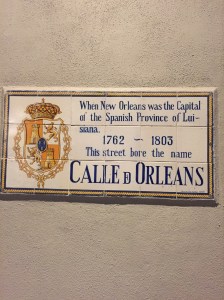 When New Orleans was the Capital
of the Spanish Province of Lui-
siana.
1762 - 1803
This street bore the name
CALLE D ORLEANS